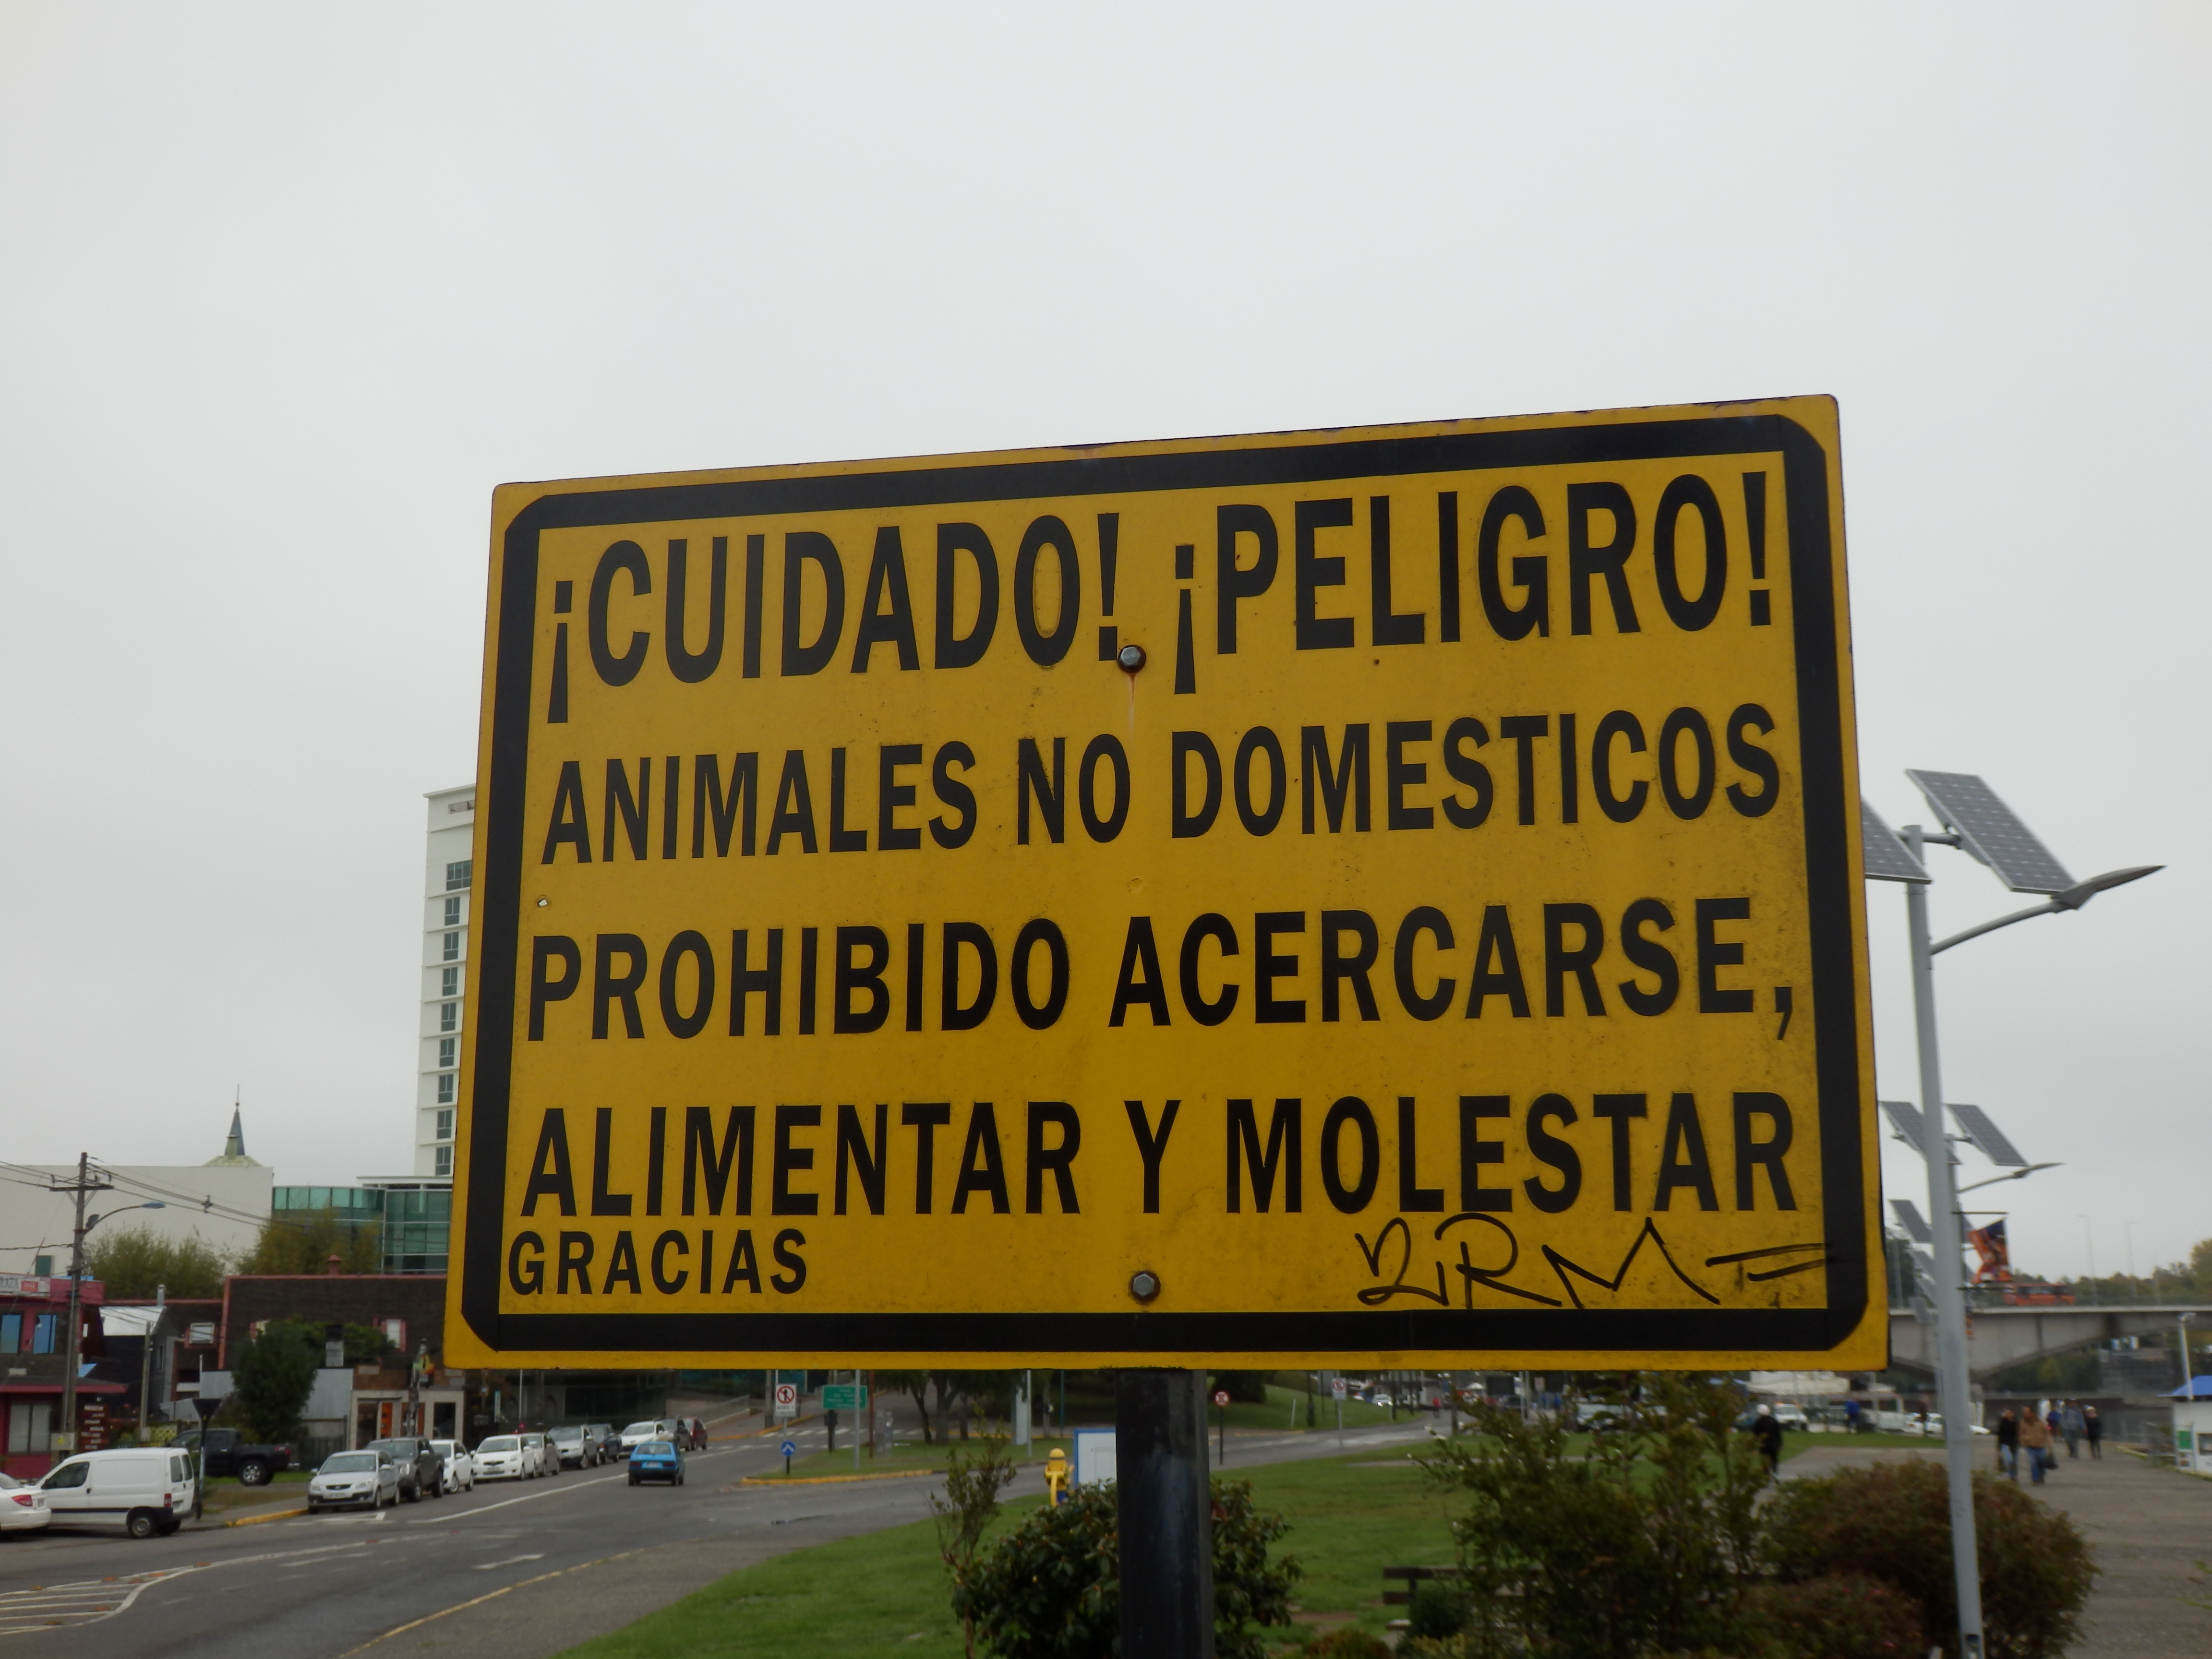 ¡CUIDADO! ¡PELIGRO!
ANIMALES NO DOMESTICOS
PROHIBIDO ACERCARSE,
ALIMENTAR Y MOLESTAR
GRACIAS